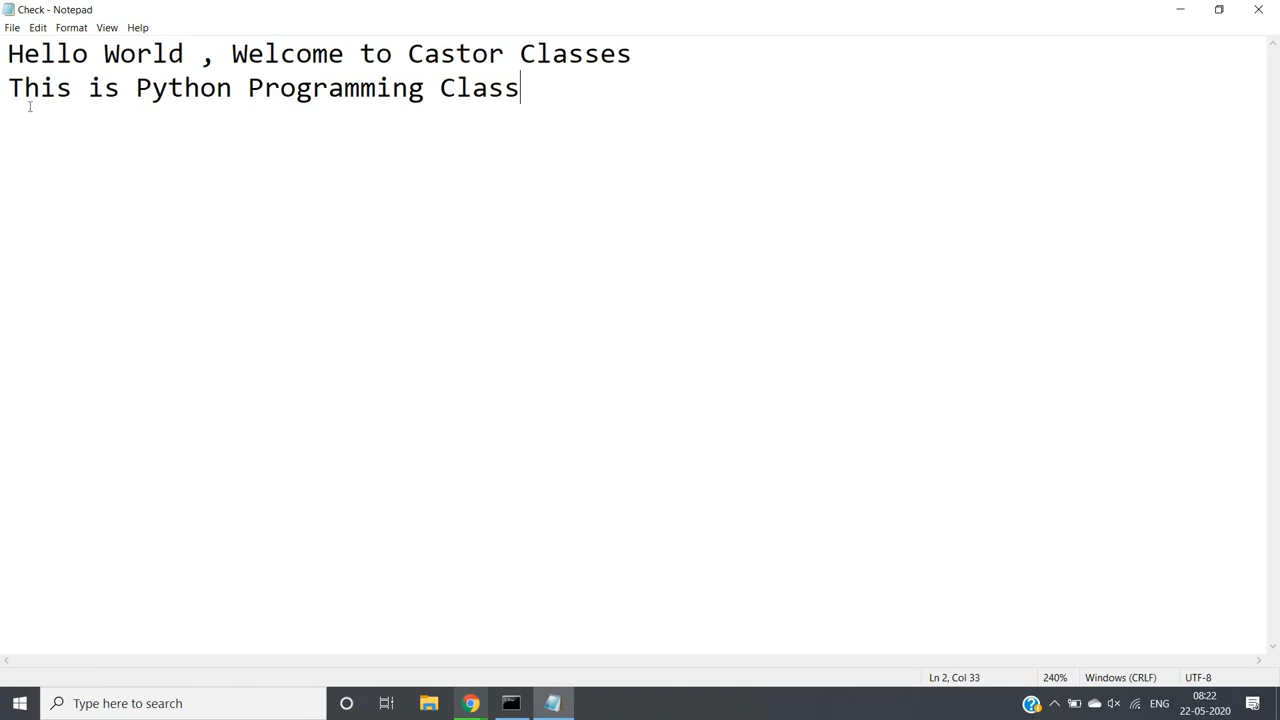 Check - Notepad
File Edit Format View Help
Hello World , Welcome to Castor Classes
This is Python Programming Class
Ln 2, Col 33 240% Windows (CRLF) UTF-8
Type here to search ENG 08:22
22-05-2020